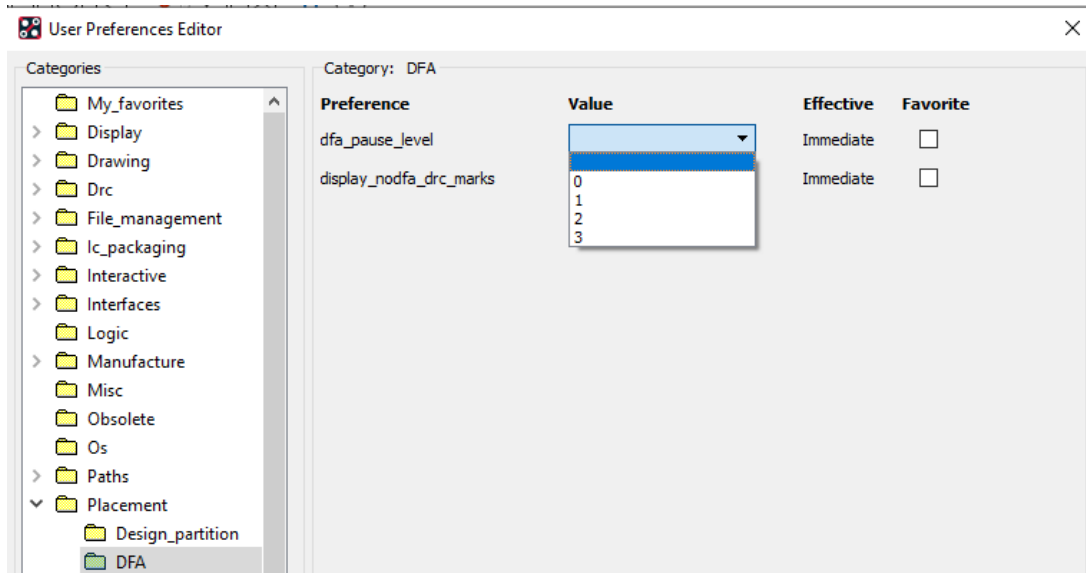 User Preferences Editor
Categories
My_favorites
Display
Drawing
Drc
File_management
Ic_packaging
Interactive
Interfaces
Logic
Manufacture
Misc
Obsolete
Os
Paths
Placement
Design_partition
DFA
Category: DFA
Preference Value Effective Favorite
dfa_pause_level Immediate
display_nodfa_drc_marks Immediate
0
1
2
3